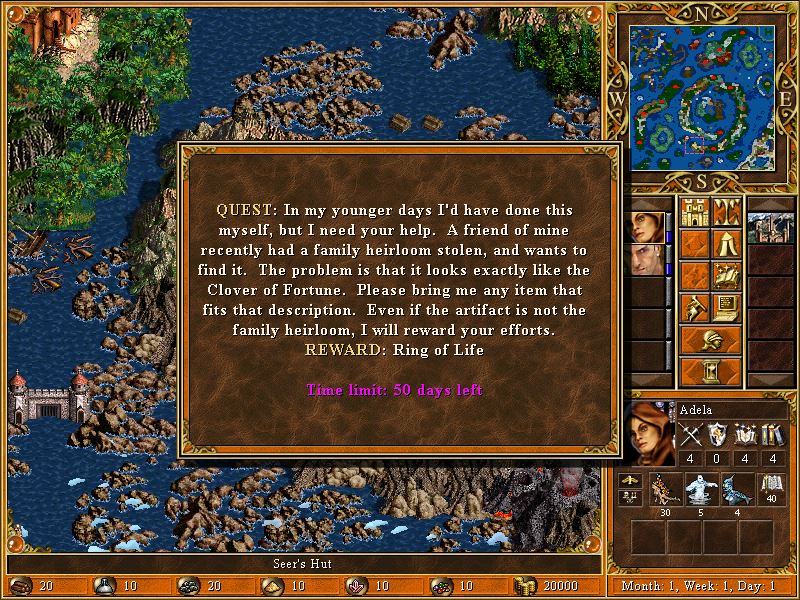 N
W
E
S
QUEST: In my younger days I'd have done this
myself, but I need your help. A friend of mine
recently had a family heirloom stolen, and wants to
find it. The problem is that it looks exactly like the
Clover of Fortune. Please bring me any item that
fits that description. Even if the artifact is not the
family heirloom, I will reward your efforts.
REWARD: Ring of Life
Time limit: 50 days left
Adela
4 0 4 4
40
30 5 4
Seer's Hut
20 10 20 10 10 10 20000
Month: 1, Week: 1, Day: 1